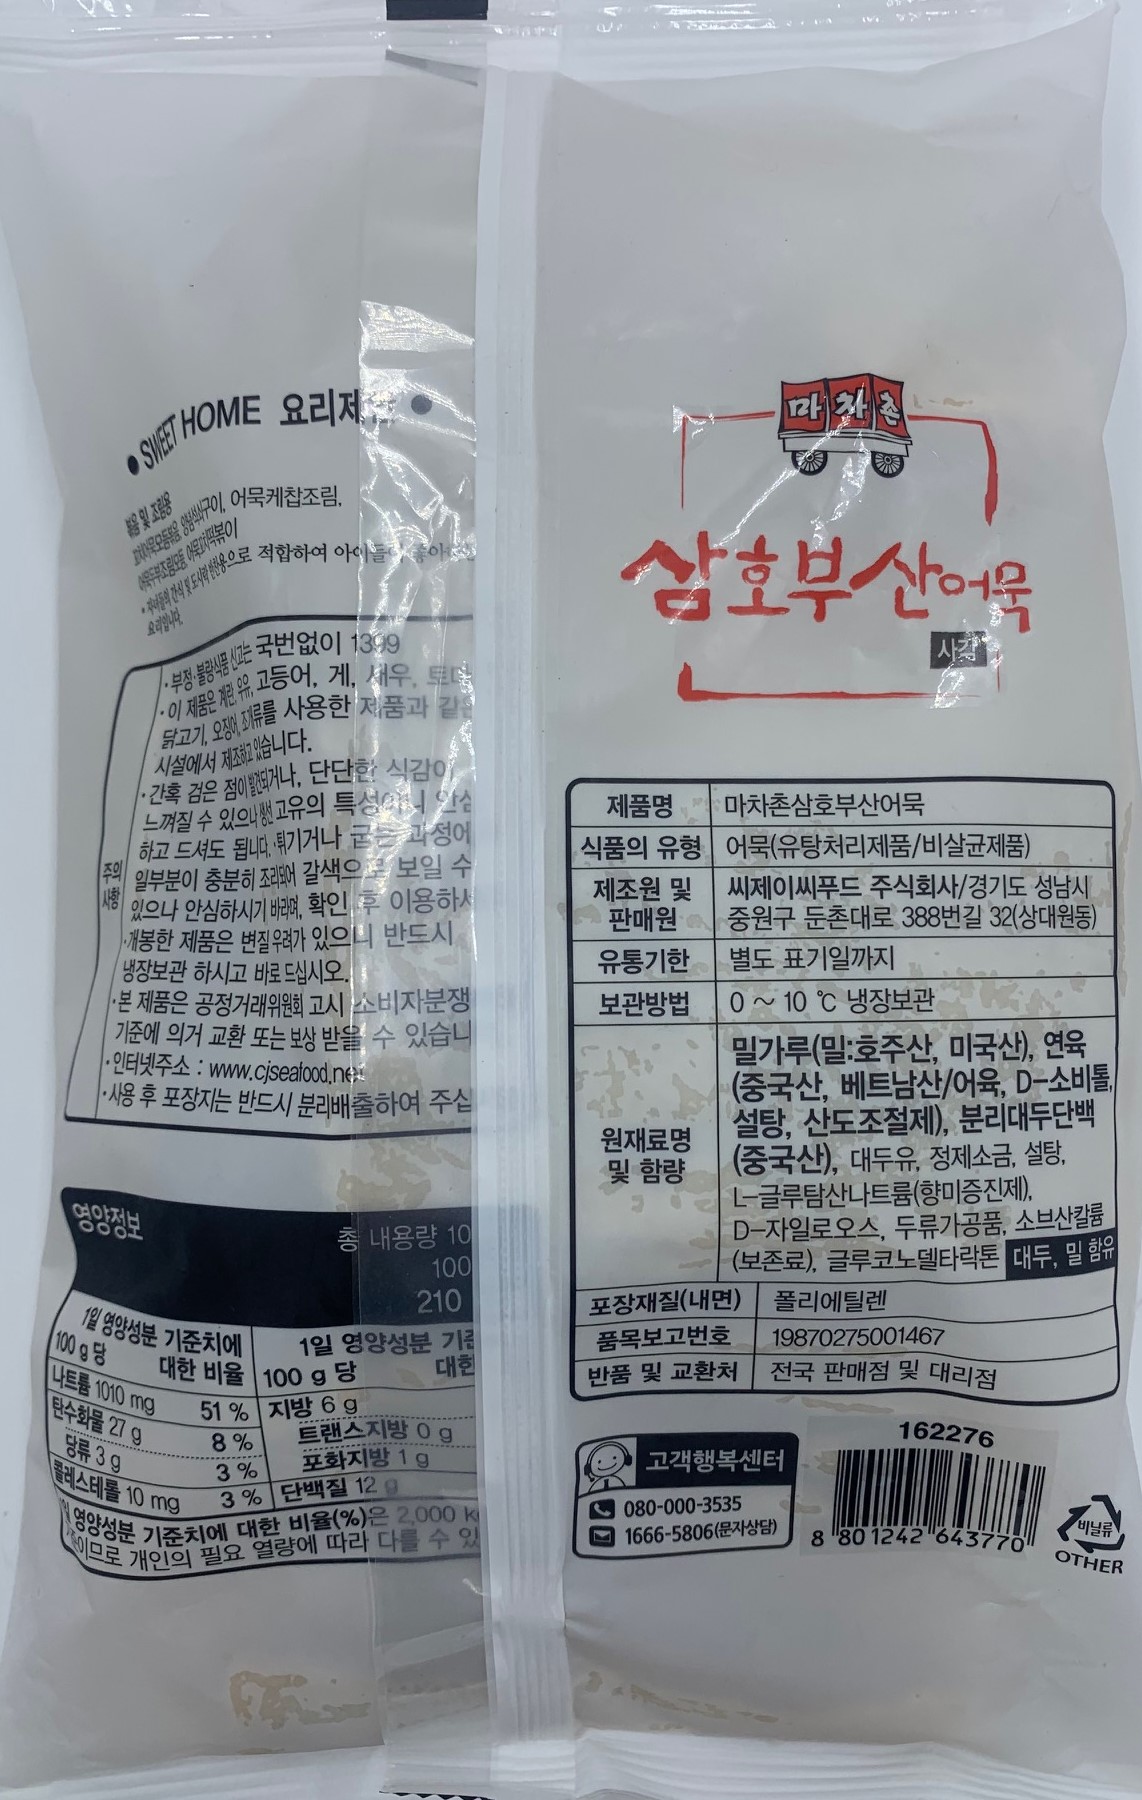 • SWEET HOME 요리제
볶음 및 조림용
어묵케찹조림,
적합하여 아이들
요리입니다.
주의
사항
·부정·불량식품 신고는 국번없이 1399
·이 제품은 계란, 우유, 고등어, 게, 새우, 토마
닭고기, 오징어, 조개류를 사용한 제품과 같은
시설에서 제조하고 있습니다.
·간혹 검은 점이 발견되거나, 단단한 식감이
느껴질 수 있으나 생선 고유의 특성이니 안심
하고 드셔도 됩니다. ·튀기거나 굽는 과정에
일부분이 충분히 조리되어 갈색으로 보일 수
있으나 안심하시기 바라며, 확인 후 이용하세
·개봉한 제품은 변질 우려가 있으니 반드시
냉장보관 하시고 바로 드십시오.
·본 제품은 공정거래위원회 고시 소비자분쟁
기준에 의거 교환 또는 보상 받을 수 있습니
·인터넷주소 : www.cjseafood.net
·사용 후 포장지는 반드시 분리배출하여 주십
영양정보
총 내용량 10
100
210
1일 영양성분 기준치에
100 g 당 대한 비율
나트륨 1010 mg 51 %
탄수화물 27 g 8 %
당류 3 g 3 %
콜레스테롤 10 mg 3 %
1일 영양성분 기준
100 g 당 대한
지방 6 g
트랜스지방 0 g
포화지방 1 g
단백질 12 g
1일 영양성분 기준치에 대한 비율(%)은 2,000 k
기준이므로 개인의 필요 열량에 따라 다를 수 있
마차촌
삼호부산어묵
사각
제품명 마차촌삼호부산어묵
식품의 유형 어묵(유탕처리제품/비살균제품)
제조원 및 판매원 씨제이씨푸드 주식회사/경기도 성남시
중원구 둔촌대로 388번길 32(상대원동)
유통기한 별도 표기일까지
보관방법 0 ~ 10 ℃ 냉장보관
원재료명 및 함량
밀가루(밀:호주산, 미국산), 연육
(중국산, 베트남산/어육, D-소비톨,
설탕, 산도조절제), 분리대두단백
(중국산), 대두유, 정제소금, 설탕,
L-글루탐산나트륨(향미증진제),
D-자일로오스, 두류가공품, 소브산칼륨
(보존료), 글루코노델타락톤 대두, 밀 함유
포장재질(내면) 폴리에틸렌
품목보고번호 19870275001467
반품 및 교환처 전국 판매점 및 대리점
고객행복센터
080-000-3535
1666-5806(문자상담)
162276
8 801242 643770
비닐류
OTHER